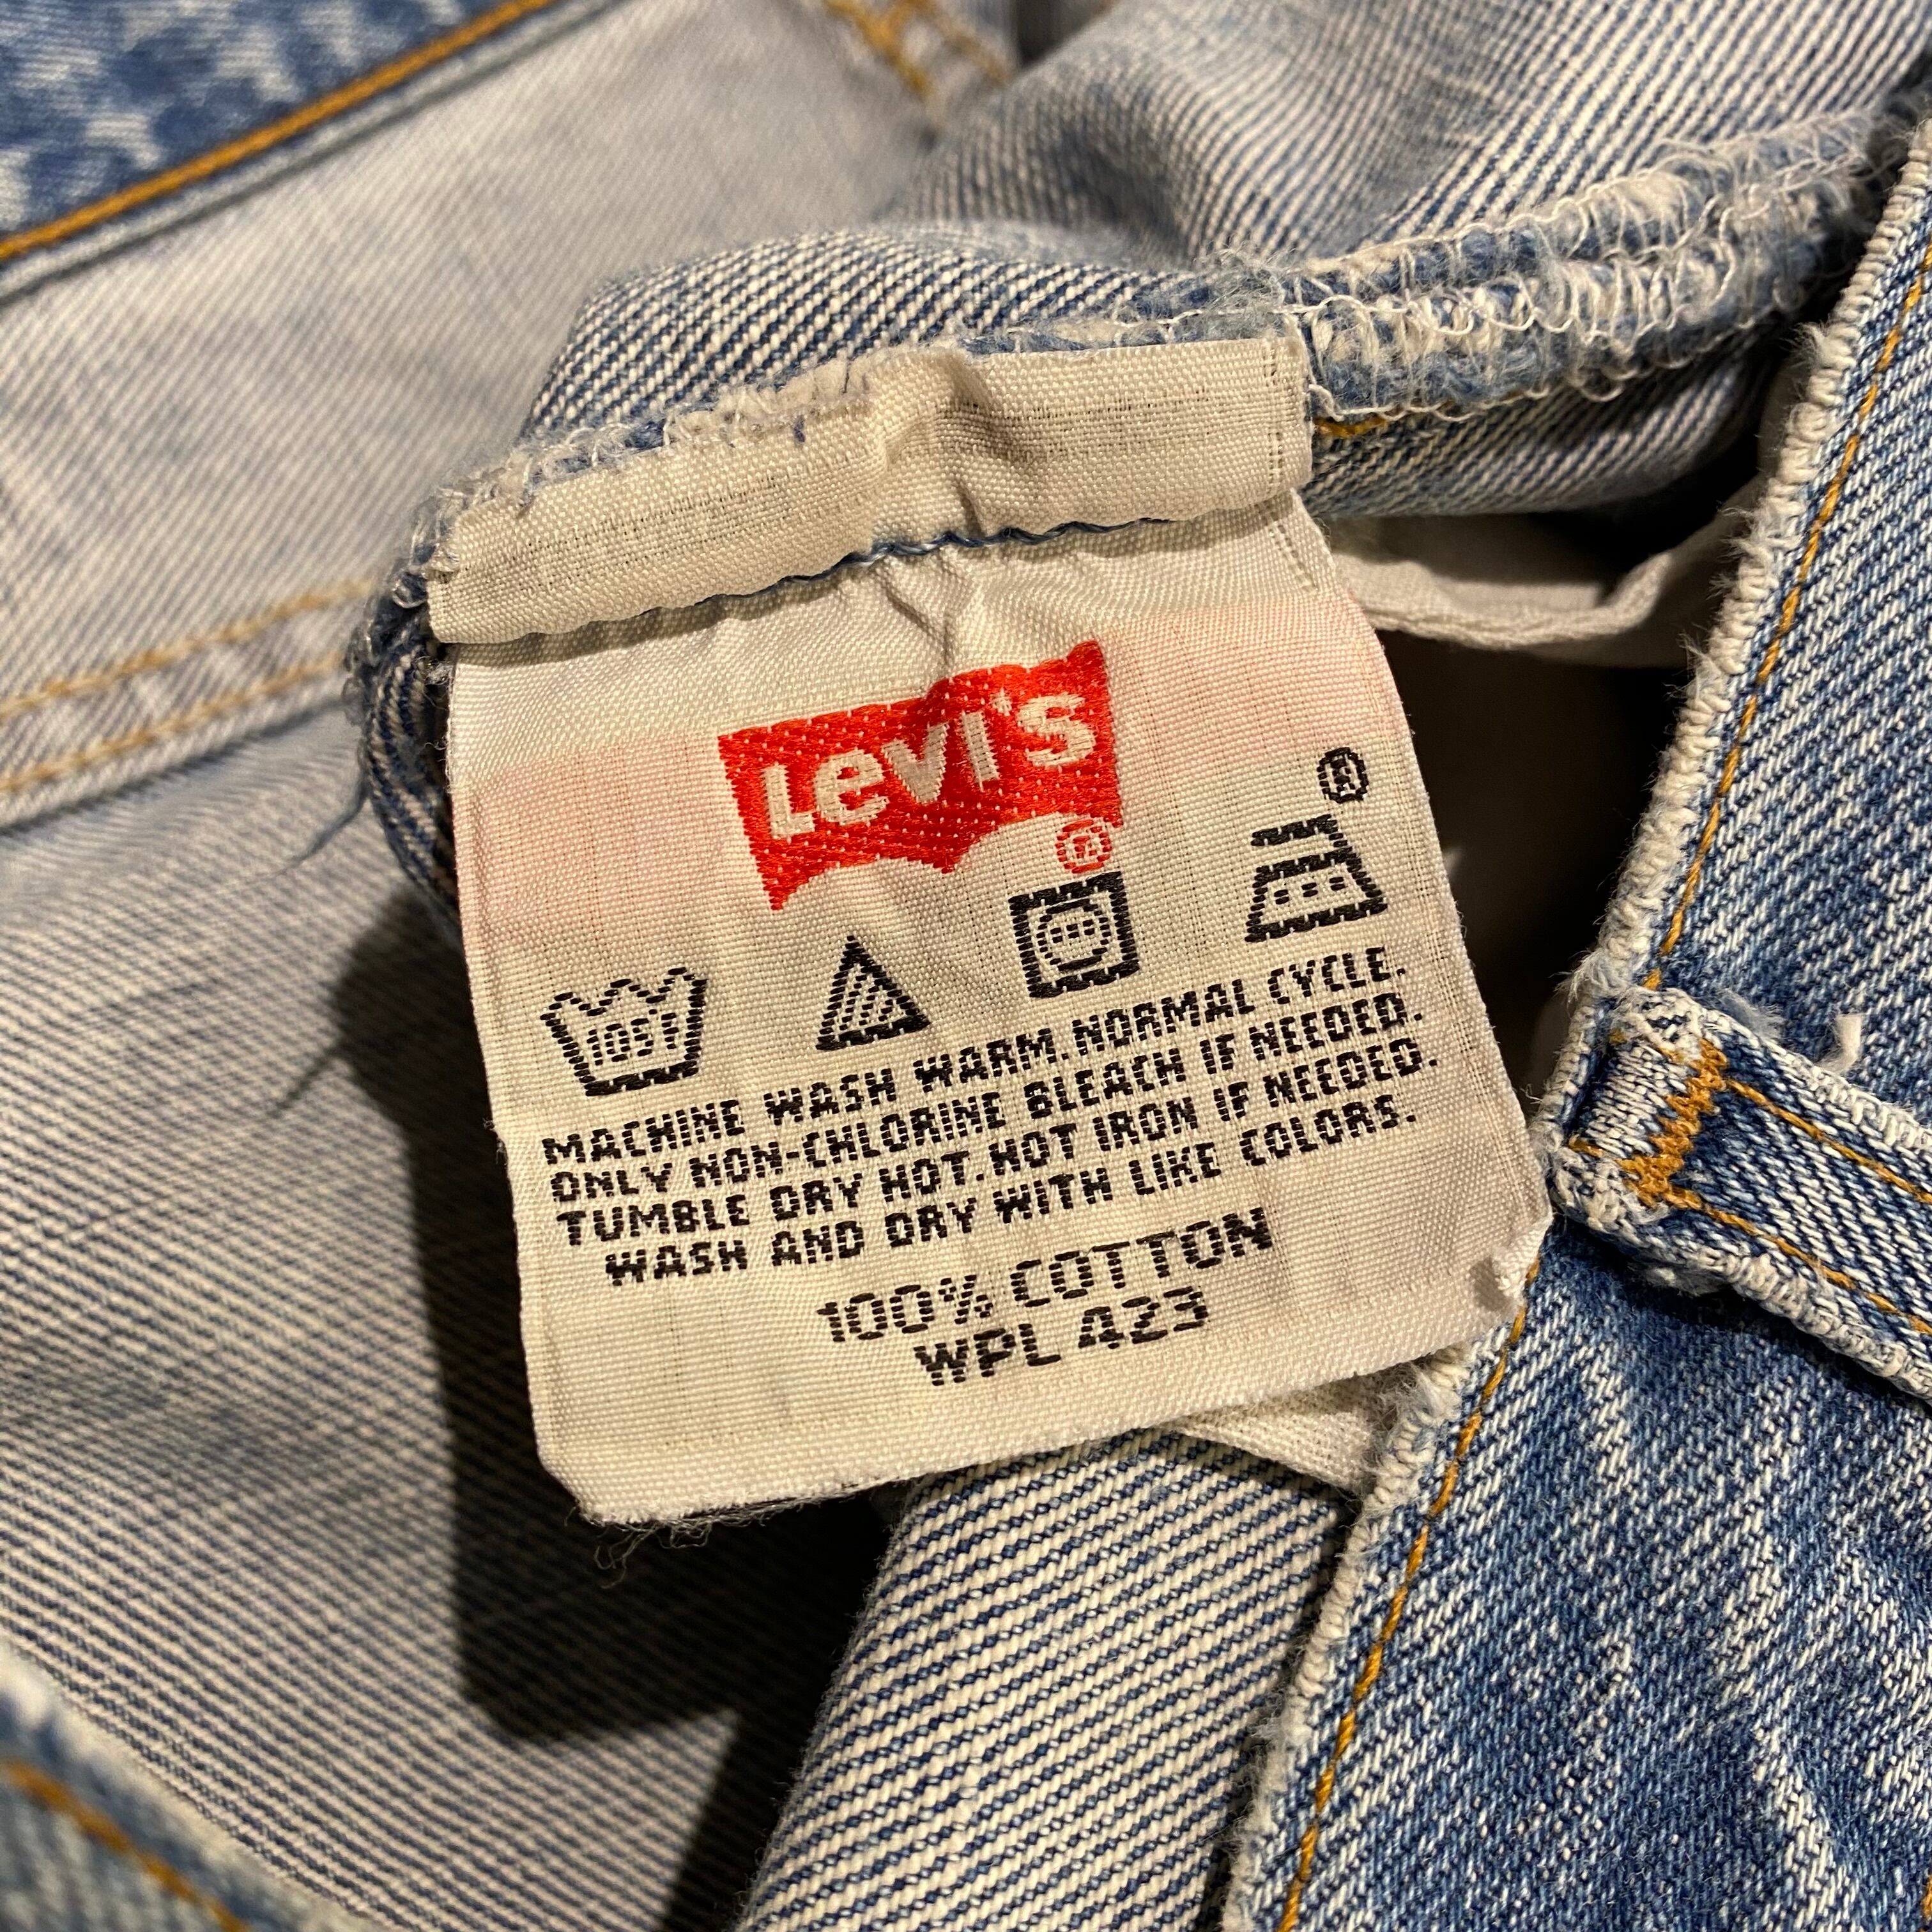 Levi's
®
®
105F
MACHINE WASH WARM. NORMAL CYCLE.
ONLY NON-CHLORINE BLEACH IF NEEDED.
TUMBLE DRY HOT. HOT IRON IF NEEDED.
WASH AND DRY WITH LIKE COLORS.
100% COTTON
WPL 423